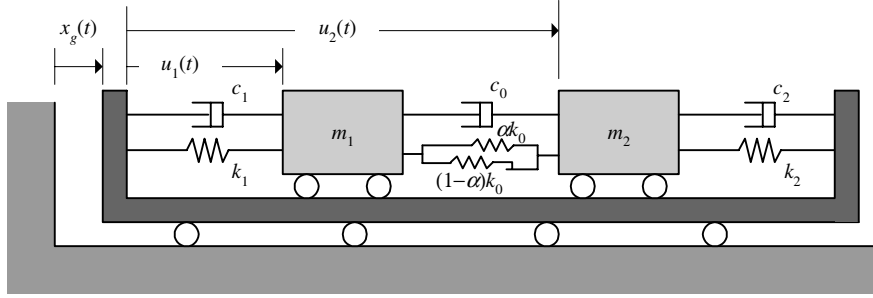 x_g(t)
u_2(t)
u_1(t)
c_1
c_0
c_2
m_1
αk_0
m_2
k_1
(1−α)k_0
k_2